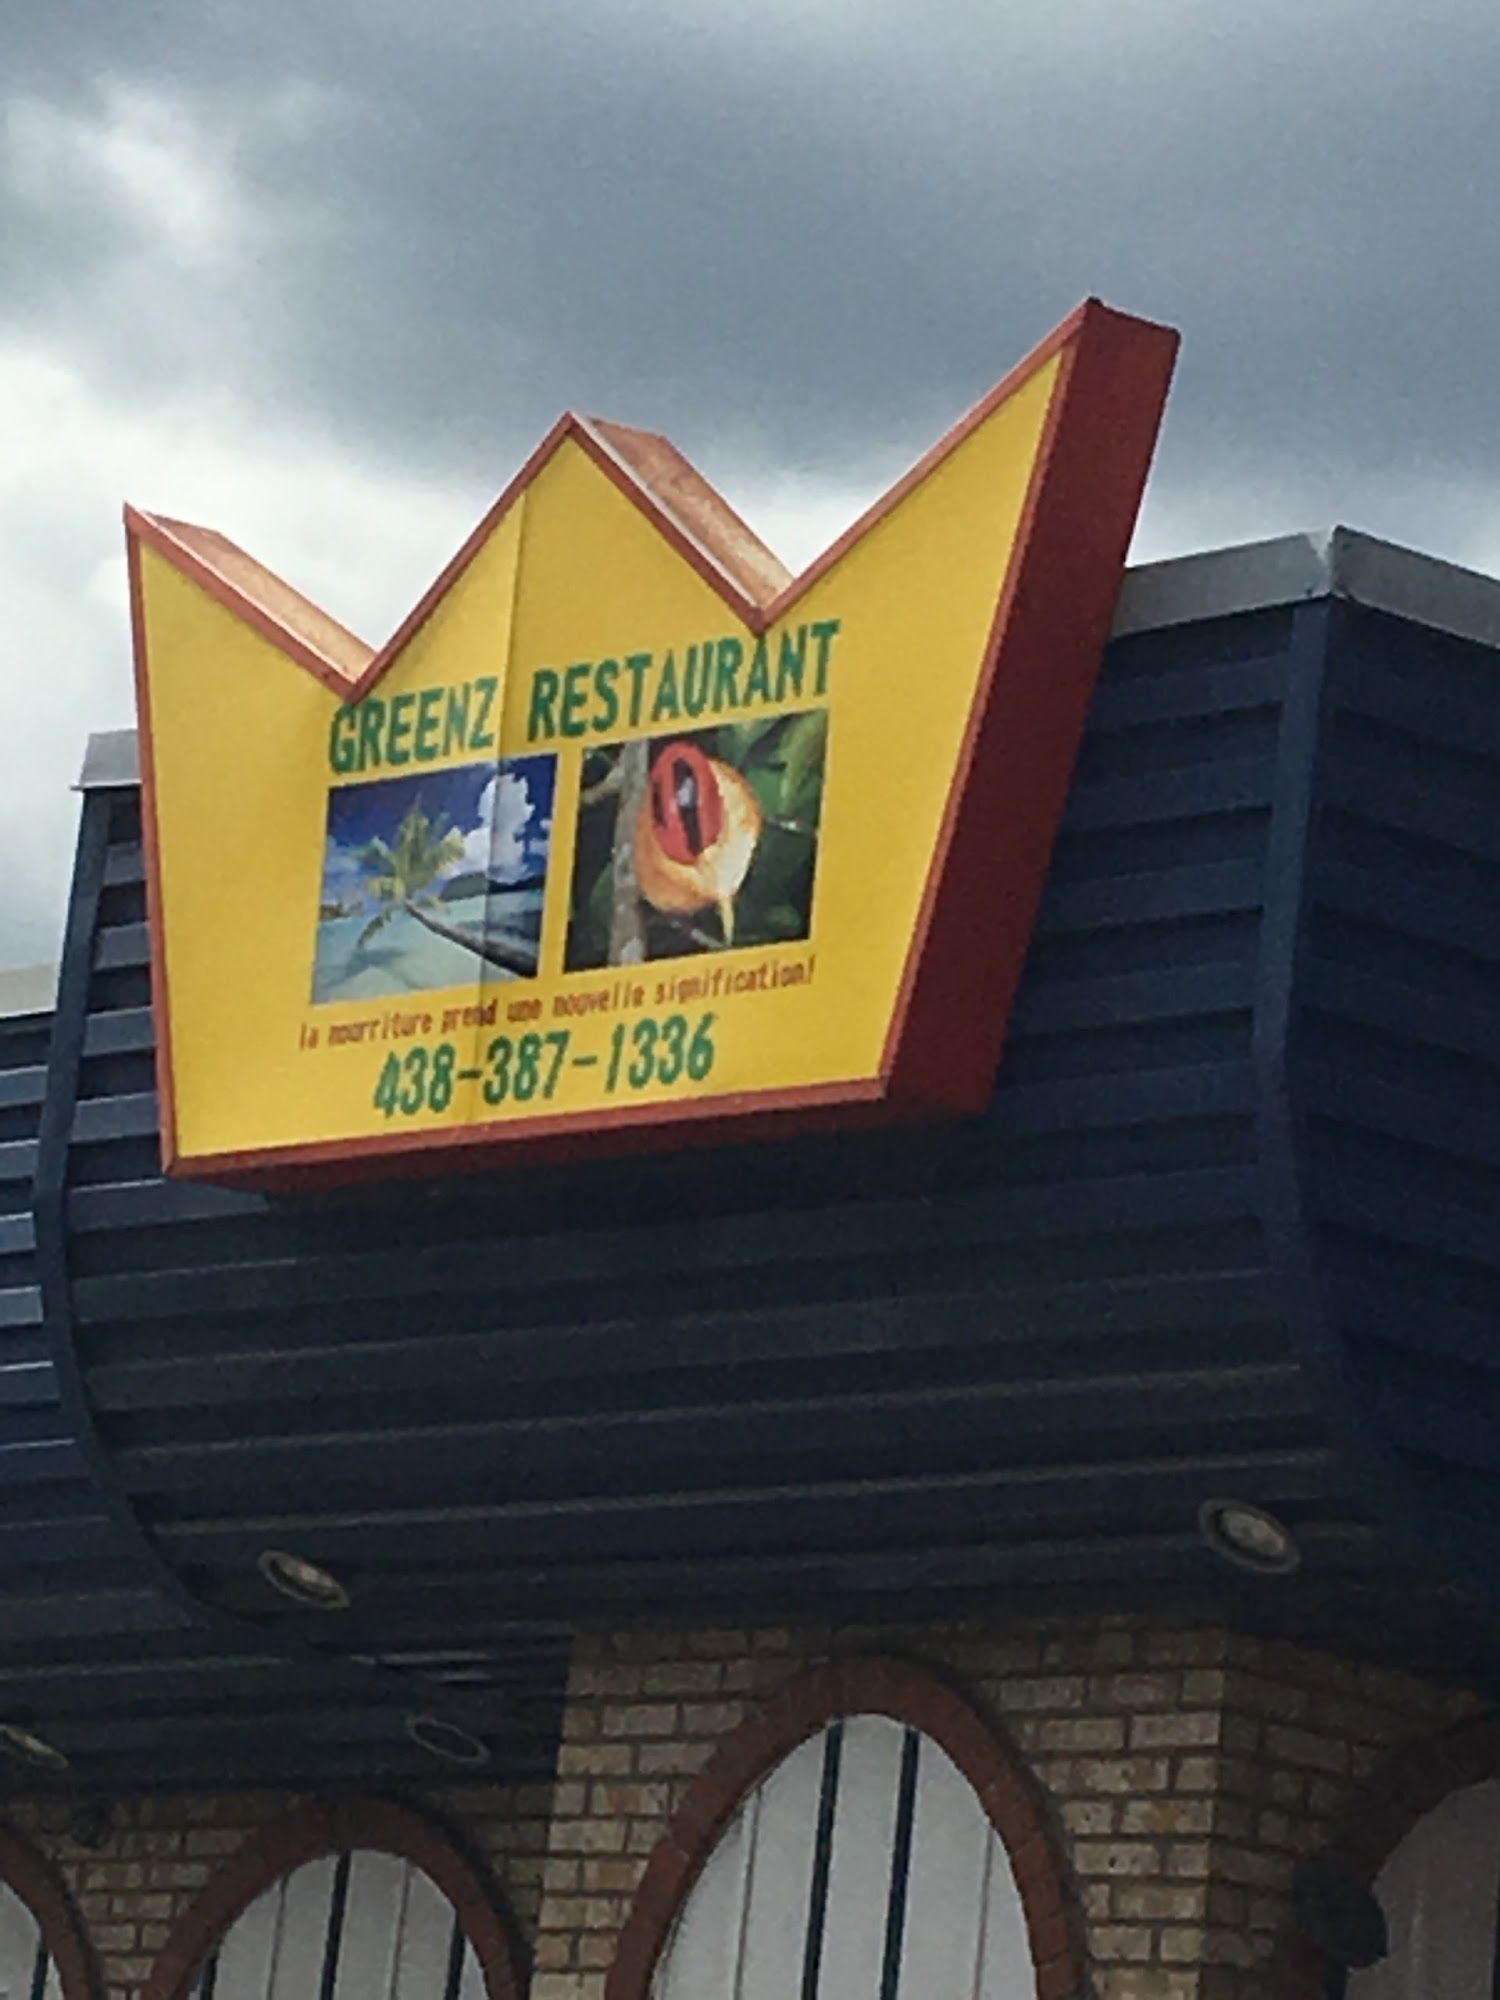 GREENZ RESTAURANT
la nourriture prend une nouvelle signification!
438-387-1336